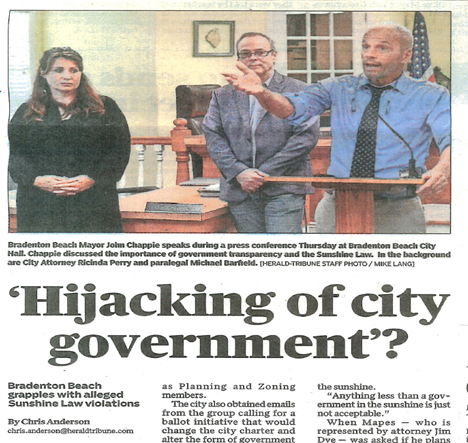 Bradenton Beach Mayor John Chappie speaks during a press conference Thursday at Bradenton Beach City
Hall. Chappie discussed the importance of government transparency and the Sunshine Law. In the background
are City Attorney Ricinda Perry and paralegal Michael Barfield. [HERALD-TRIBUNE STAFF PHOTO / MIKE LANG]
'Hijacking of city
government'?
Bradenton Beach
grapples with alleged
Sunshine Law violations
By Chris Anderson
chris.anderson@heraldtribune.com
as Planning and Zoning
members.
The city also obtained emails
from the group calling for a
ballot initiative that would
change the city charter and
alter the form of government
the sunshine.
"Anything less than a gov-
ernment in the sunshine is just
not acceptable."
When Mapes — who is
represented by attorney Jim
Dye — was asked if he plans